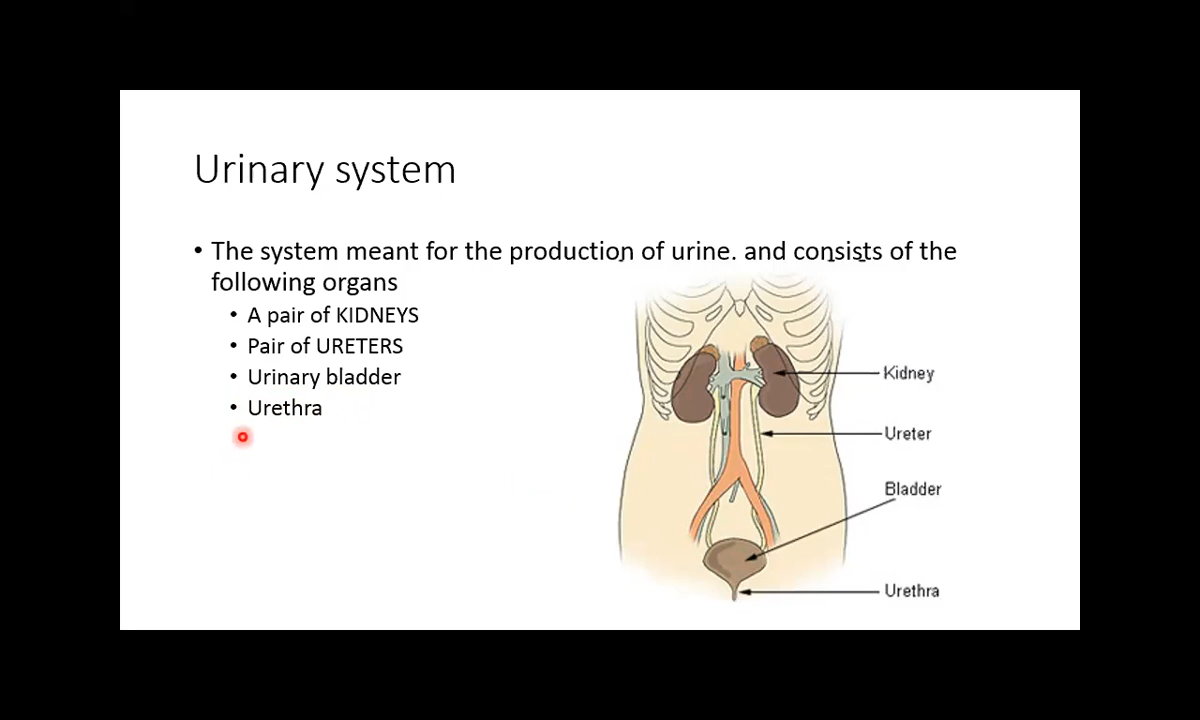 Urinary system
• The system meant for the production of urine. and consists of the
following organs
• A pair of KIDNEYS
• Pair of URETERS
• Urinary bladder
• Urethra
Kidney
Ureter
Bladder
Urethra